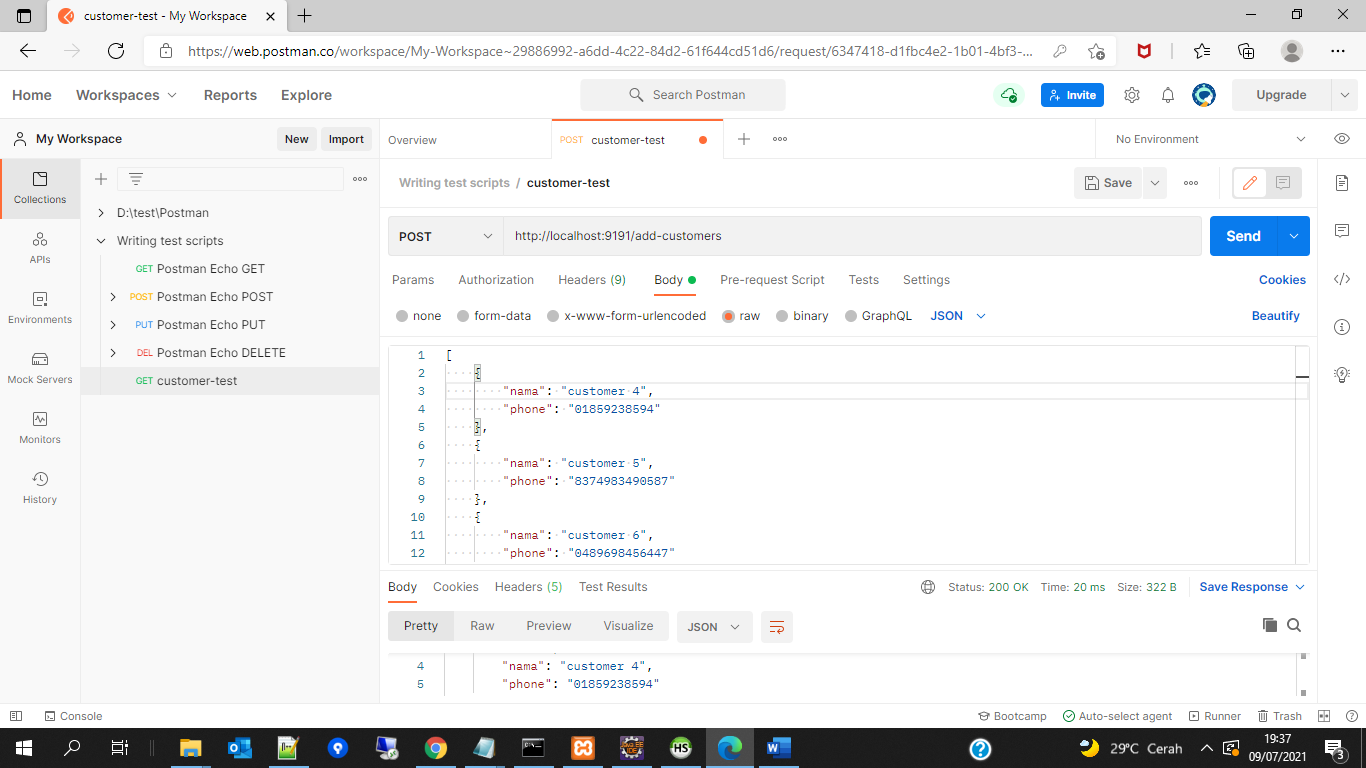 customer-test - My Workspace
https://web.postman.co/workspace/My-Workspace~29886992-a6dd-4c22-84d2-61f644cd51d6/request/6347418-d1fbc4e2-1b01-4bf3-...
Home Workspaces Reports Explore Search Postman Invite Upgrade
My Workspace New Import Overview POST customer-test No Environment
Collections
APIs
Environments
Mock Servers
Monitors
History
D:\test\Postman
Writing test scripts
GET Postman Echo GET
POST Postman Echo POST
PUT Postman Echo PUT
DEL Postman Echo DELETE
GET customer-test
Writing test scripts / customer-test Save
POST http://localhost:9191/add-customers Send
Params Authorization Headers (9) Body Pre-request Script Tests Settings Cookies
none form-data x-www-form-urlencoded raw binary GraphQL JSON Beautify
1 [
2 {
3 "nama": "customer 4",
4 "phone": "01859238594"
5 },
6 {
7 "nama": "customer 5",
8 "phone": "8374983490587"
9 },
10 {
11 "nama": "customer 6",
12 "phone": "0489698456447"
Body Cookies Headers (5) Test Results Status: 200 OK Time: 20 ms Size: 322 B Save Response
Pretty Raw Preview Visualize JSON
4 "nama": "customer 4",
5 "phone": "01859238594"
Console Bootcamp Auto-select agent Runner Trash
HS W 29°C Cerah 19:37
09/07/2021 3